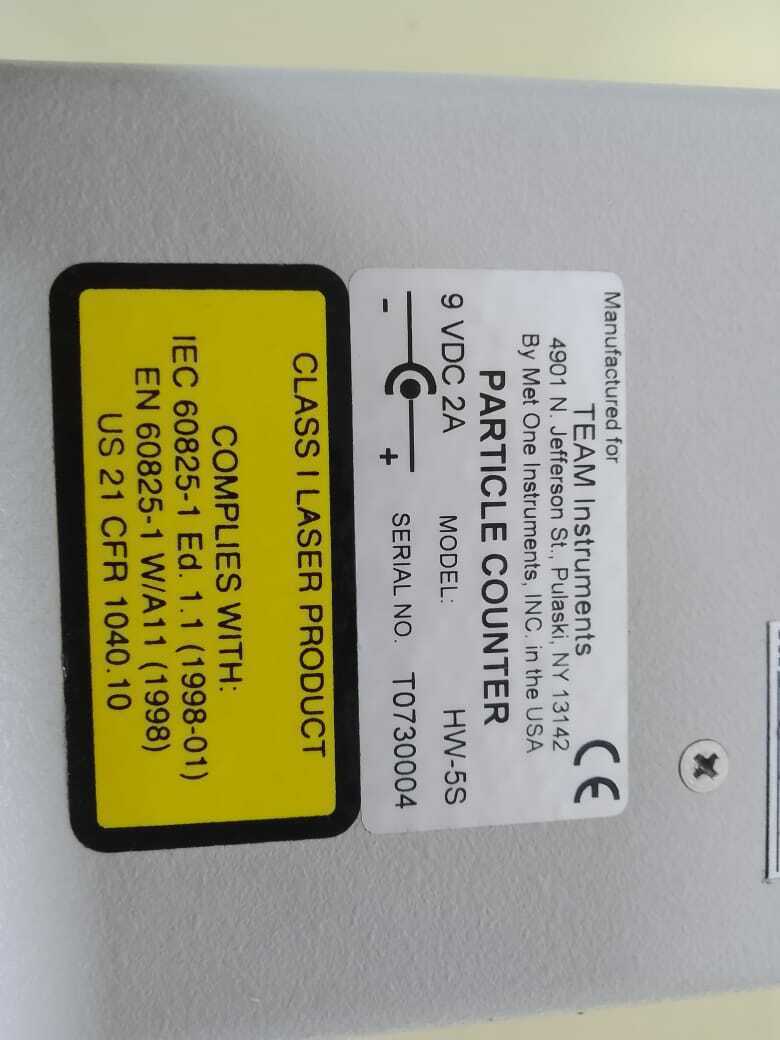 Manufactured for
TEAM Instruments
4901 N. Jefferson St., Pulaski, NY 13142
By Met One Instruments, INC. in the USA
CE
PARTICLE COUNTER
9 VDC 2A MODEL: HW-5S
- + SERIAL NO. T0730004
CLASS I LASER PRODUCT
COMPLIES WITH:
IEC 60825-1 Ed. 1.1 (1998-01)
EN 60825-1 W/A11 (1998)
US 21 CFR 1040.10